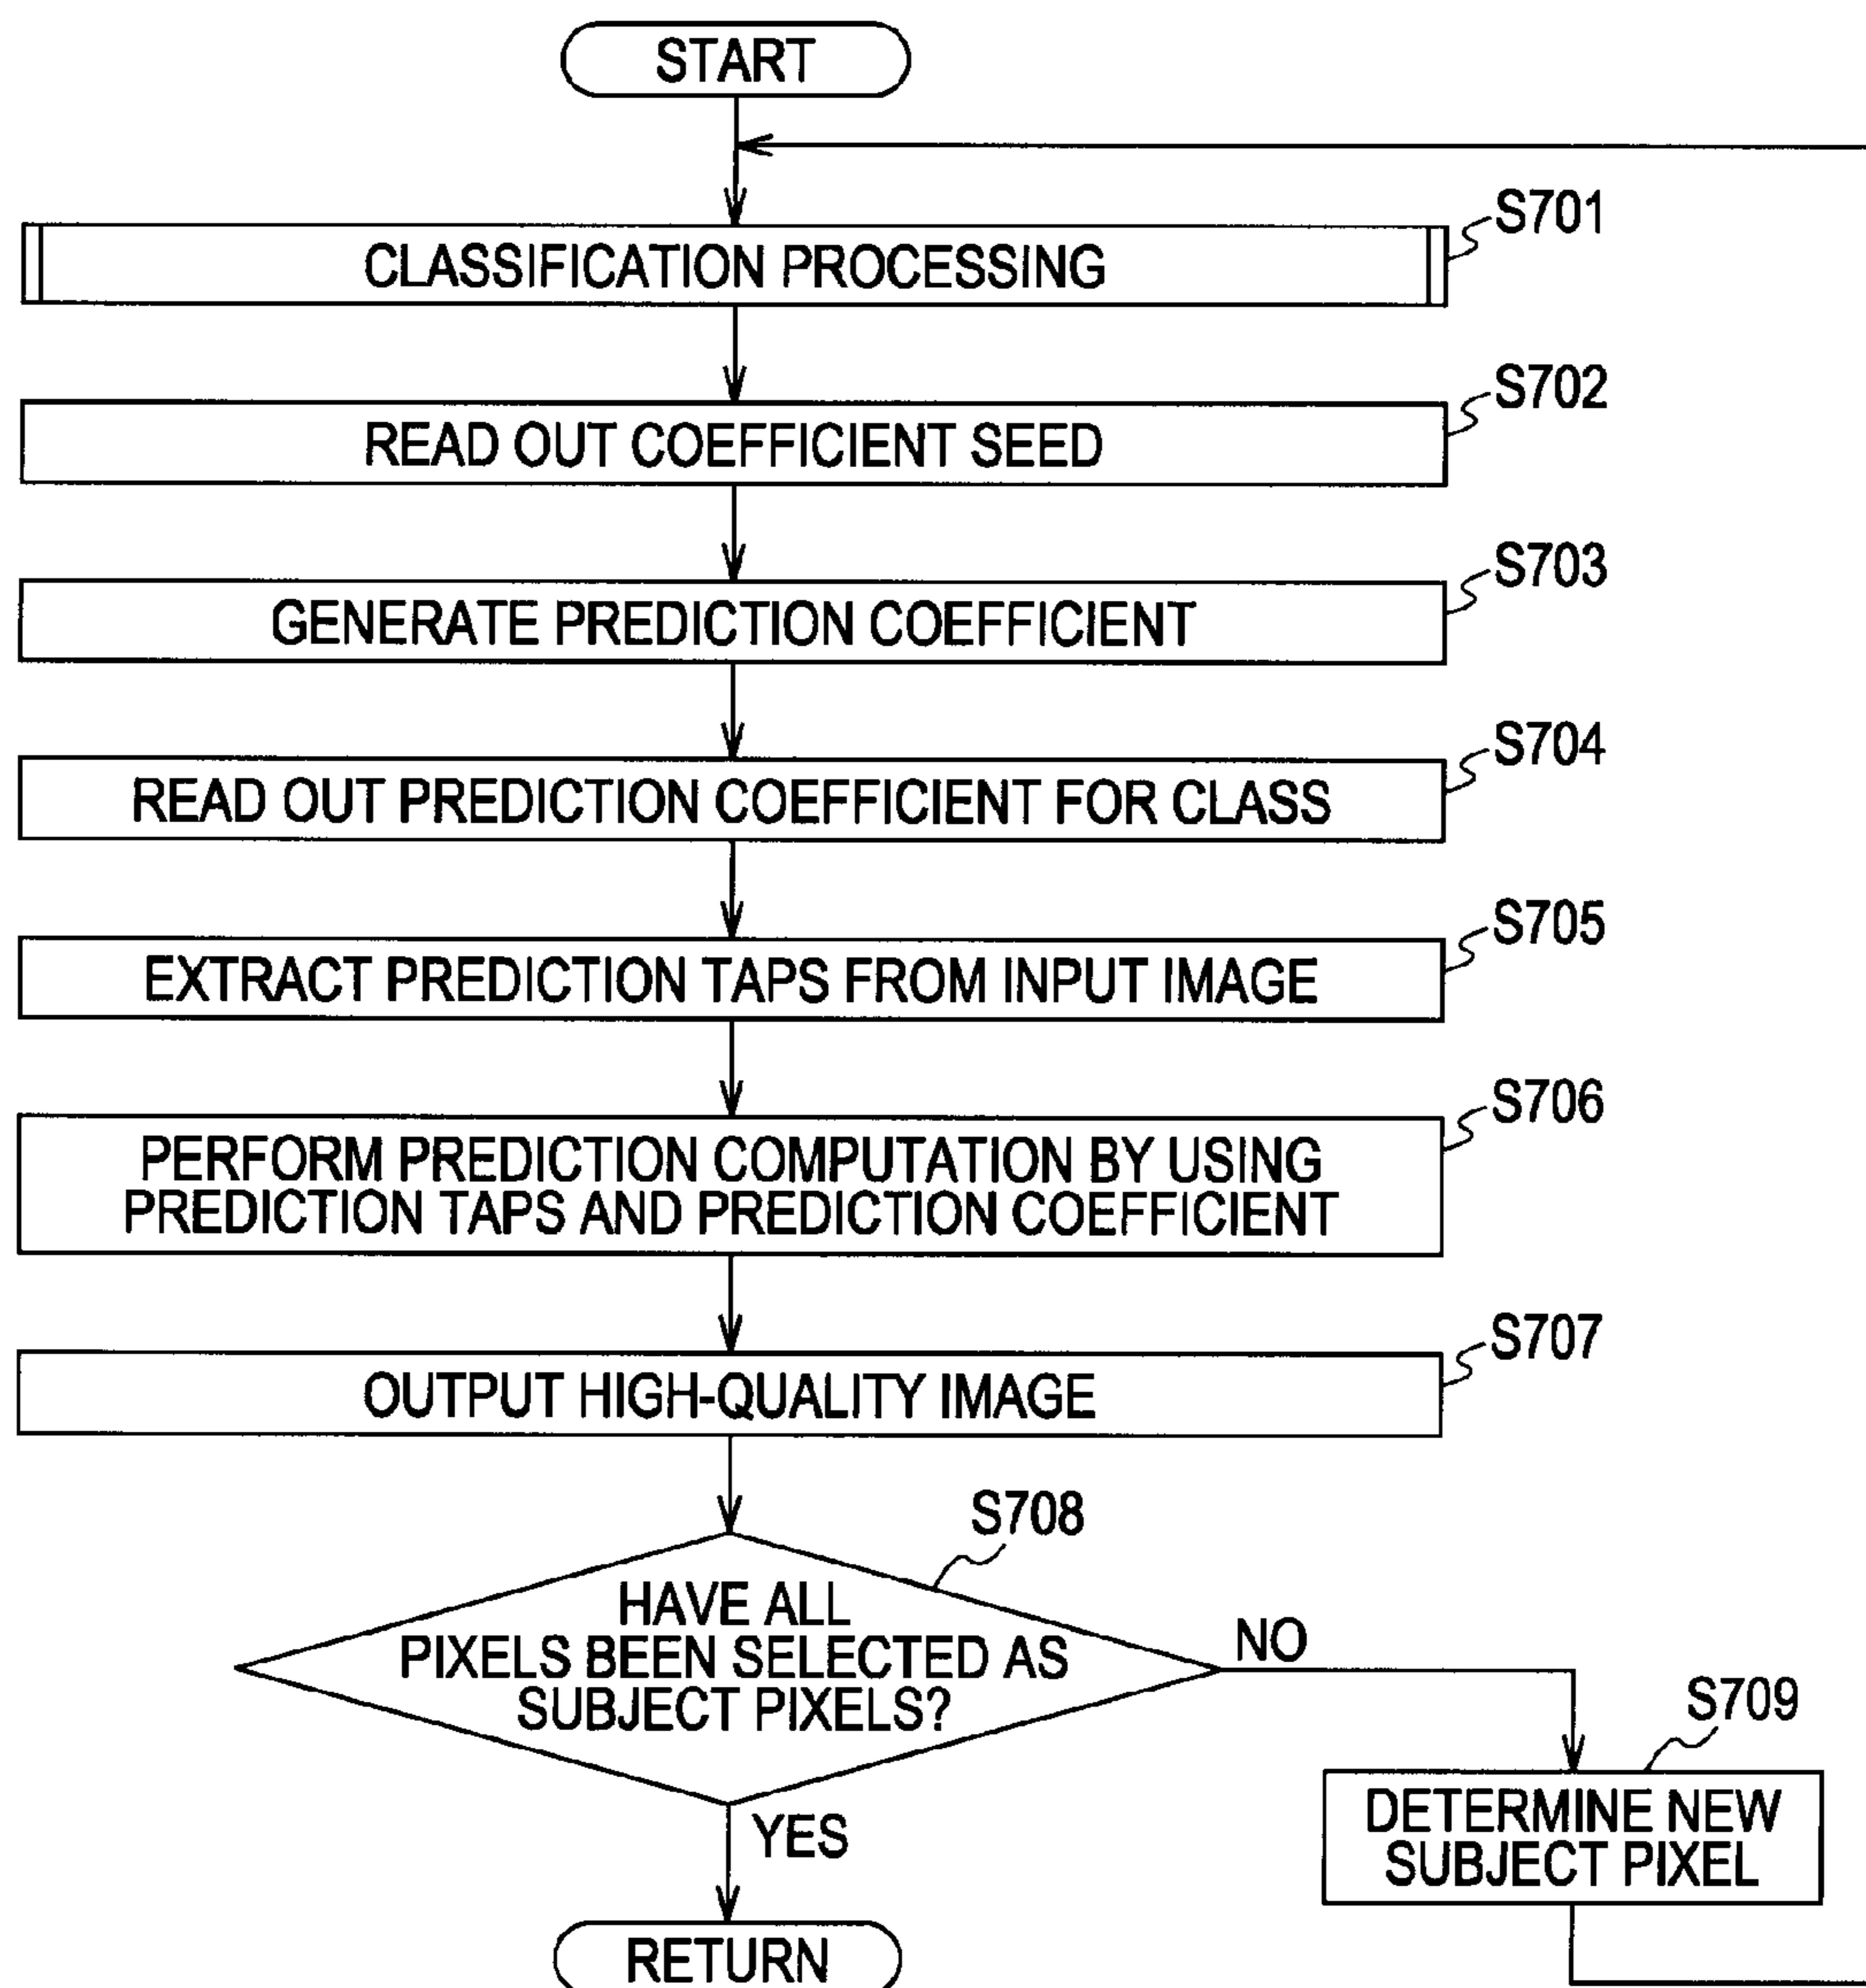 START
S701
CLASSIFICATION PROCESSING
S702
READ OUT COEFFICIENT SEED
S703
GENERATE PREDICTION COEFFICIENT
S704
READ OUT PREDICTION COEFFICIENT FOR CLASS
S705
EXTRACT PREDICTION TAPS FROM INPUT IMAGE
S706
PERFORM PREDICTION COMPUTATION BY USING
PREDICTION TAPS AND PREDICTION COEFFICIENT
S707
OUTPUT HIGH-QUALITY IMAGE
S708
HAVE ALL
PIXELS BEEN SELECTED AS
SUBJECT PIXELS?
NO
S709
DETERMINE NEW
SUBJECT PIXEL
YES
RETURN